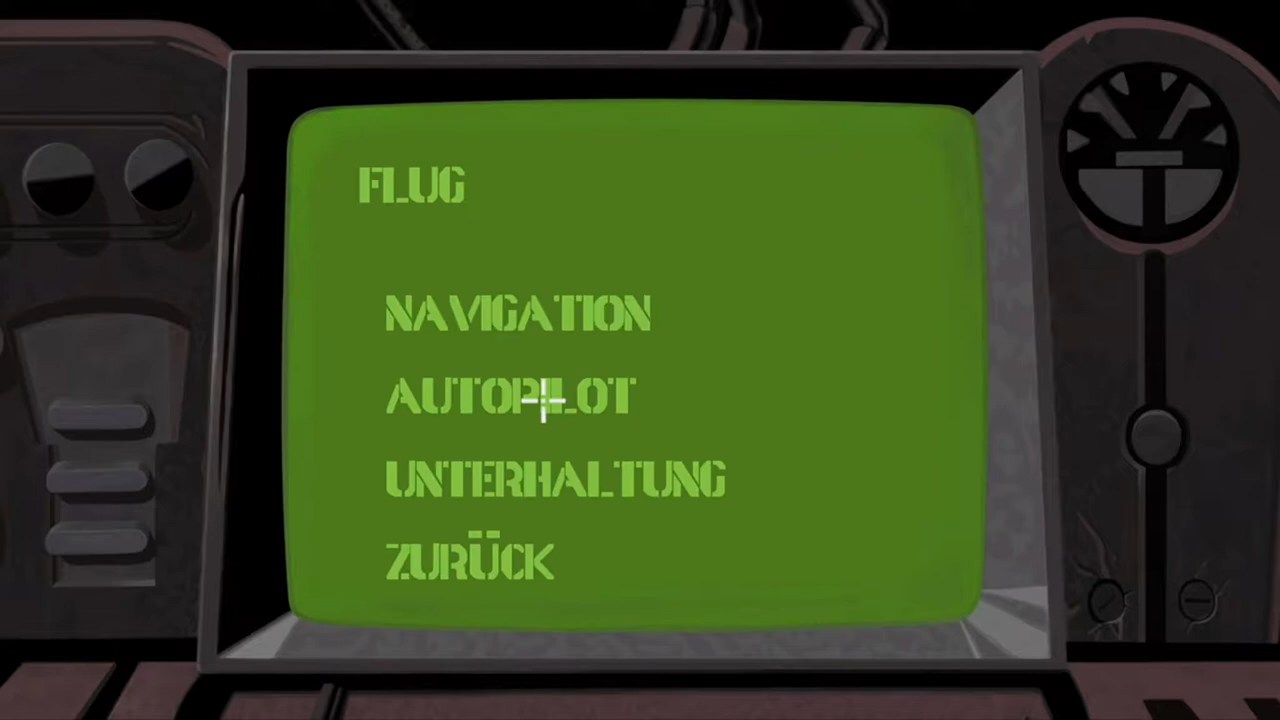 FLUG
NAVIGATION
AUTOPILOT
UNTERHALTUNG
ZURÜCK